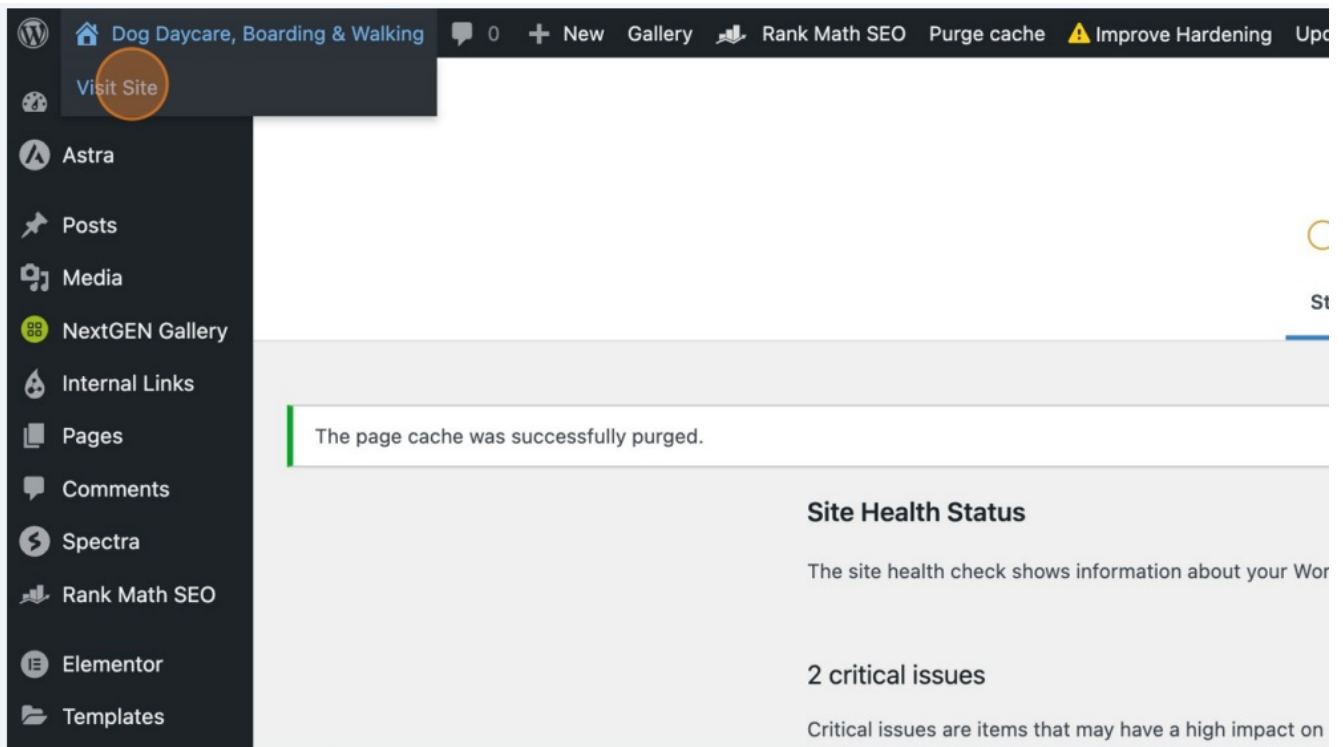 Dog Daycare, Boarding & Walking 0 New Gallery Rank Math SEO Purge cache Improve Hardening
Visit Site
Astra
Posts
Media
NextGEN Gallery
Internal Links
Pages
Comments
Spectra
Rank Math SEO
Elementor
Templates
The page cache was successfully purged.
Site Health Status
The site health check shows information about your
2 critical issues
Critical issues are items that may have a high impact on